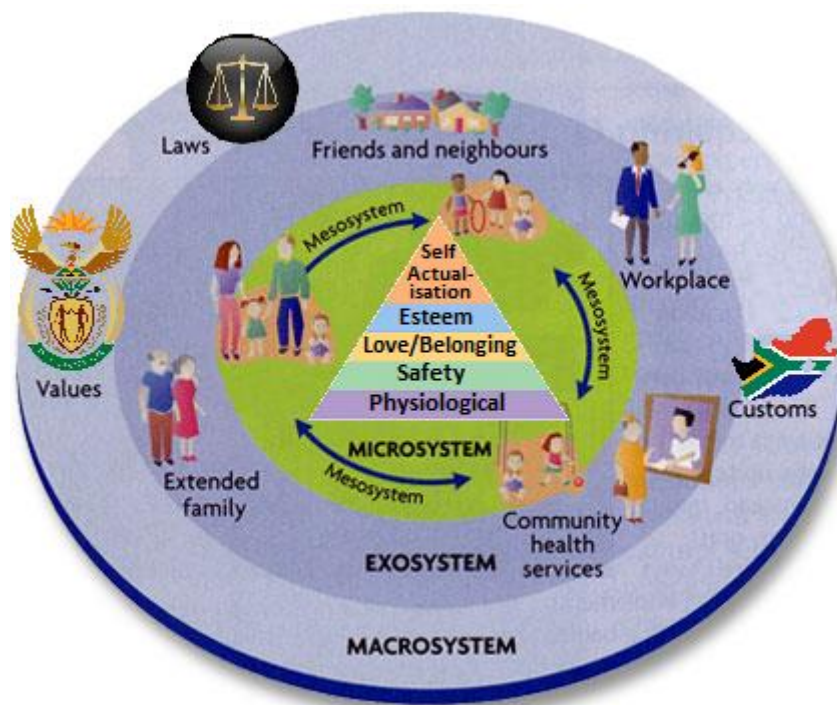 Laws
Friends and neighbours
Mesosystem
Self
Actual-
isation
Esteem
Love/Belonging
Safety
Physiological
Mesosystem
Workplace
Values
Customs
MICROSYSTEM
Mesosystem
Extended
family
Community
health
services
EXOSYSTEM
MACROSYSTEM